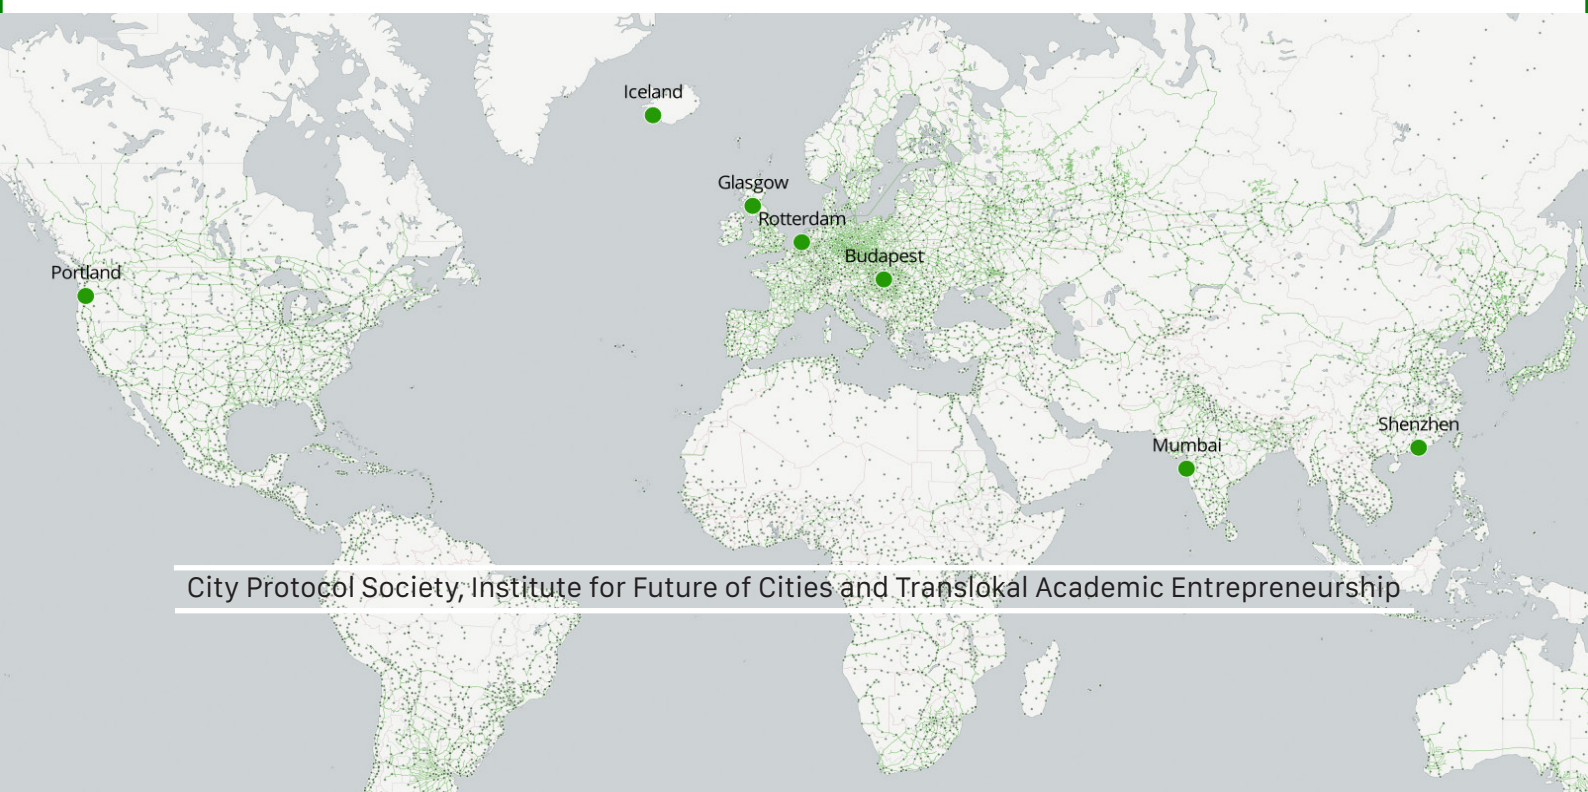 Iceland
Glasgow
Rotterdam
Budapest
Portland
Shenzhen
Mumbai
City Protocol Society, Institute for Future of Cities and Translokal Academic Entrepreneurship